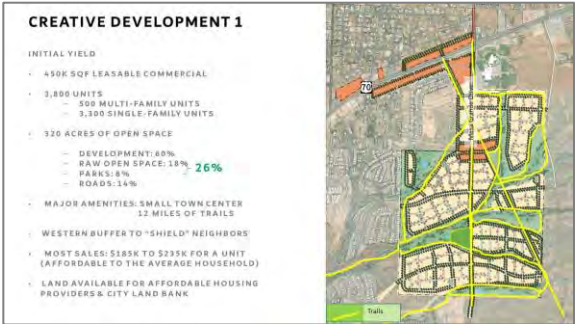 CREATIVE DEVELOPMENT 1
INITIAL YIELD
- 450K SQF LEASABLE COMMERCIAL
- 3,800 UNITS
– 500 MULTI-FAMILY UNITS
– 3,300 SINGLE-FAMILY UNITS
- 320 ACRES OF OPEN SPACE
– DEVELOPMENT: 60%
– RAW OPEN SPACE: 18%
– PARKS: 8%
– ROADS: 14%
26%
- MAJOR AMENITIES: SMALL TOWN CENTER
12 MILES OF TRAILS
- WESTERN BUFFER TO "SHIELD" NEIGHBORS
- MOST SALES: $185K TO $235K FOR A UNIT
(AFFORDABLE TO THE AVERAGE HOUSEHOLD)
- LAND AVAILABLE FOR AFFORDABLE HOUSING
PROVIDERS & CITY LAND BANK
70
Trails